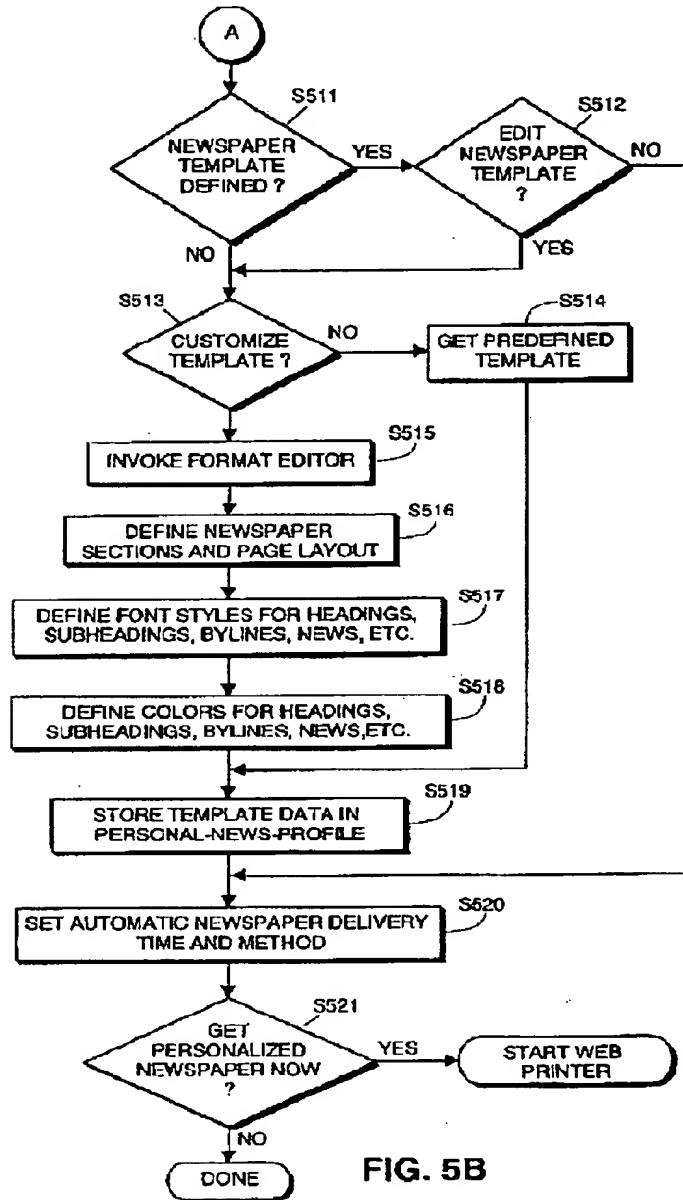 A
S511
NEWSPAPER
TEMPLATE
DEFINED ?
YES
NO
S512
EDIT
NEWSPAPER
TEMPLATE
?
NO
YES
S513
CUSTOMIZE
TEMPLATE ?
NO
S514
GET PREDEFINED
TEMPLATE
S515
INVOKE FORMAT EDITOR
S516
DEFINE NEWSPAPER
SECTIONS AND PAGE LAYOUT
S517
DEFINE FONT STYLES FOR HEADINGS,
SUBHEADINGS, BYLINES, NEWS, ETC.
S518
DEFINE COLORS FOR HEADINGS,
SUBHEADINGS, BYLINES, NEWS,ETC.
S519
STORE TEMPLATE DATA IN
PERSONAL-NEWS-PROFILE
S520
SET AUTOMATIC NEWSPAPER DELIVERY
TIME AND METHOD
S521
GET
PERSONALIZED
NEWSPAPER NOW
?
YES
START WEB
PRINTER
NO
DONE
FIG. 5B